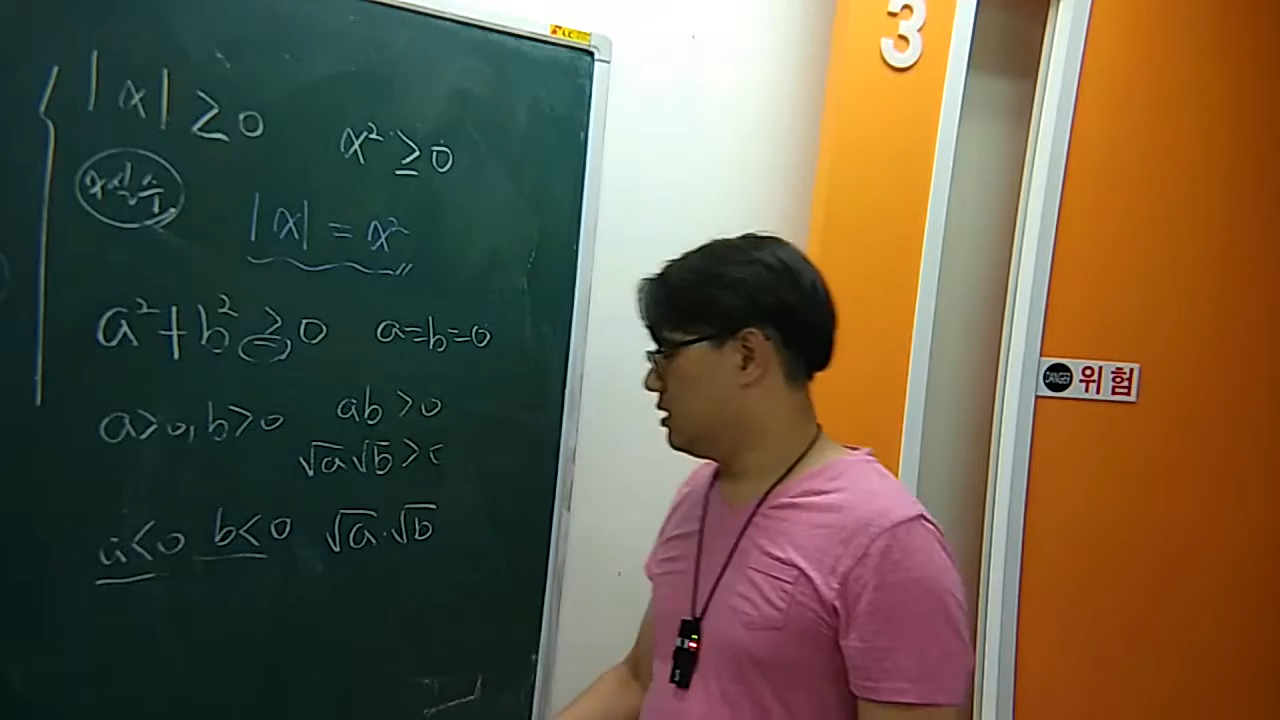 |x| ≥ 0
x² ≥ 0
x실수
|x| = x²
a²+b² ≥ 0 a=b=0
a>0, b>0 ab>0
√a√b>0
a<0 b<0 √a·√b
3
DANGER 위험